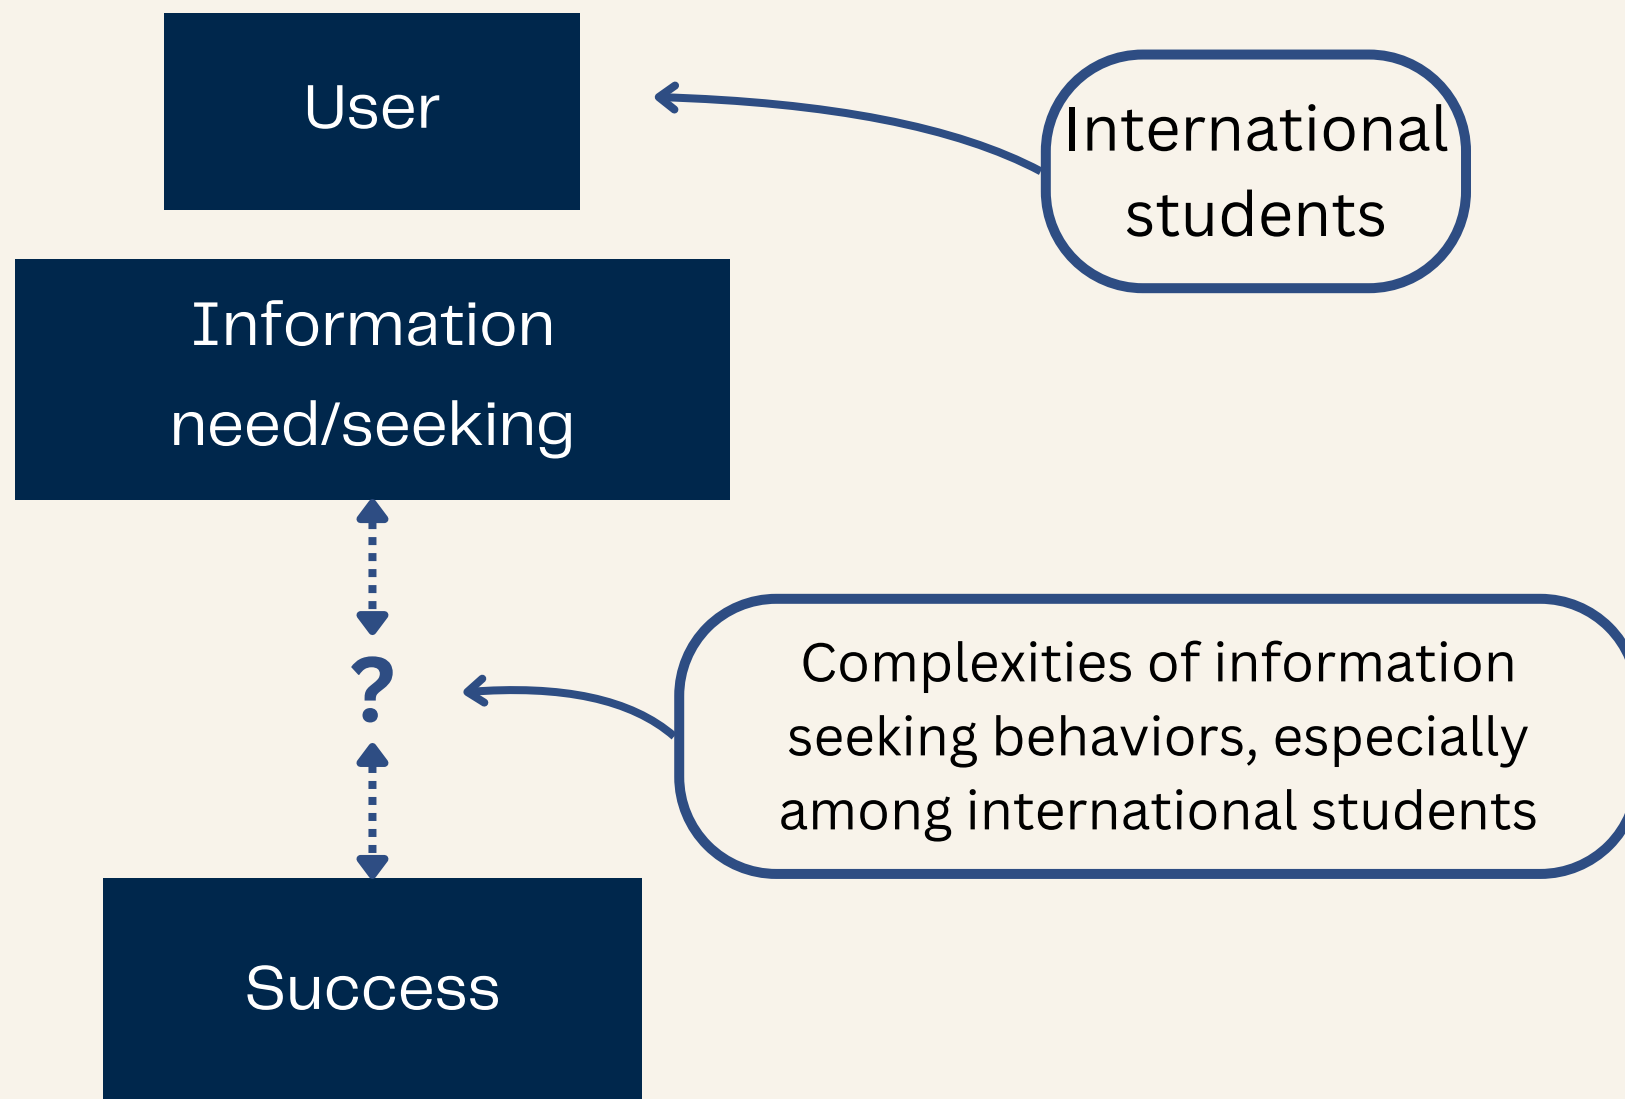 User
International
students
Information
need/seeking
?
Complexities of information
seeking behaviors, especially
among international students
Success